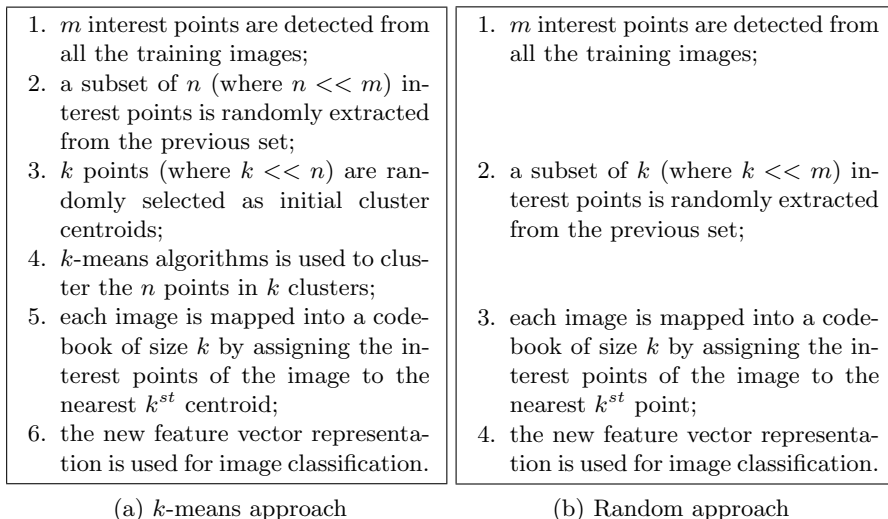 1. m interest points are detected from
all the training images;
2. a subset of n (where n << m) in-
terest points is randomly extracted
from the previous set;
3. k points (where k << n) are ran-
domly selected as initial cluster
centroids;
4. k-means algorithms is used to clus-
ter the n points in k clusters;
5. each image is mapped into a code-
book of size k by assigning the in-
terest points of the image to the
nearest k^{st} centroid;
6. the new feature vector representa-
tion is used for image classification.
(a) k-means approach
1. m interest points are detected from
all the training images;
2. a subset of k (where k << m) in-
terest points is randomly extracted
from the previous set;
3. each image is mapped into a code-
book of size k by assigning the in-
terest points of the image to the
nearest k^{st} point;
4. the new feature vector representa-
tion is used for image classification.
(b) Random approach